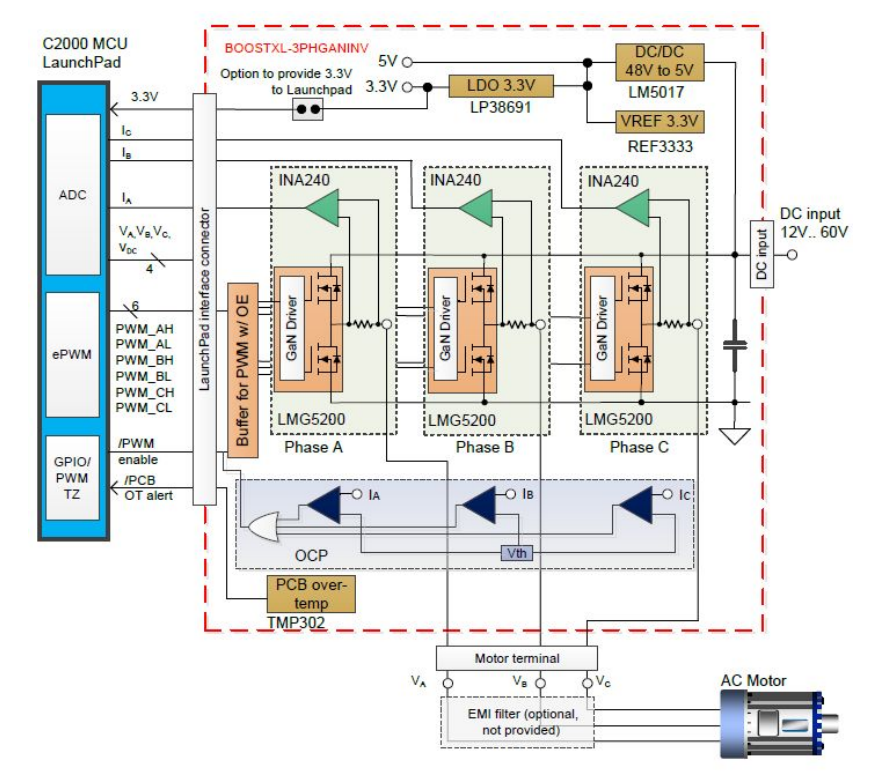 C2000 MCU
LaunchPad
BOOSTXL-3PHGANINV
Option to provide 3.3V
to Launchpad
5V
3.3V
DC/DC
48V to 5V
LM5017
LDO 3.3V
LP38691
VREF 3.3V
REF3333
3.3V
IC
IB
IA
ADC
VA,VB,VC,
VDC
4
6
ePWM
PWM_AH
PWM_AL
PWM_BH
PWM_BL
PWM_CH
PWM_CL
GPIO/
PWM
TZ
/PWM
enable
/PCB
OT alert
LaunchPad interface connector
Buffer for PWM w/ OE
INA240
INA240
INA240
GaN Driver
GaN Driver
GaN Driver
LMG5200
LMG5200
LMG5200
Phase A
Phase B
Phase C
DC input
DC input
12V.. 60V
IA
IB
IC
Vth
OCP
PCB over-
temp
TMP302
Motor terminal
VA
VB
VC
EMI filter (optional,
not provided)
AC Motor